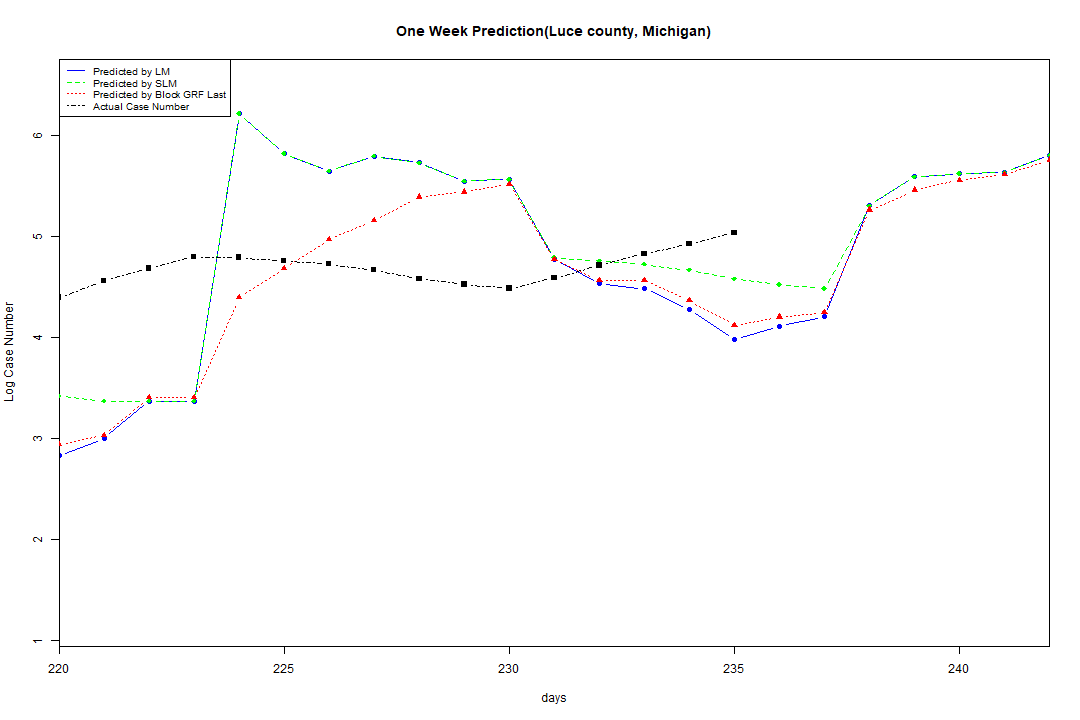 One Week Prediction(Luce county, Michigan)
Predicted by LM
Predicted by SLM
Predicted by Block GRF Last
Actual Case Number
6
5
4
3
2
1
Log Case Number
220 225 230 235 240
days